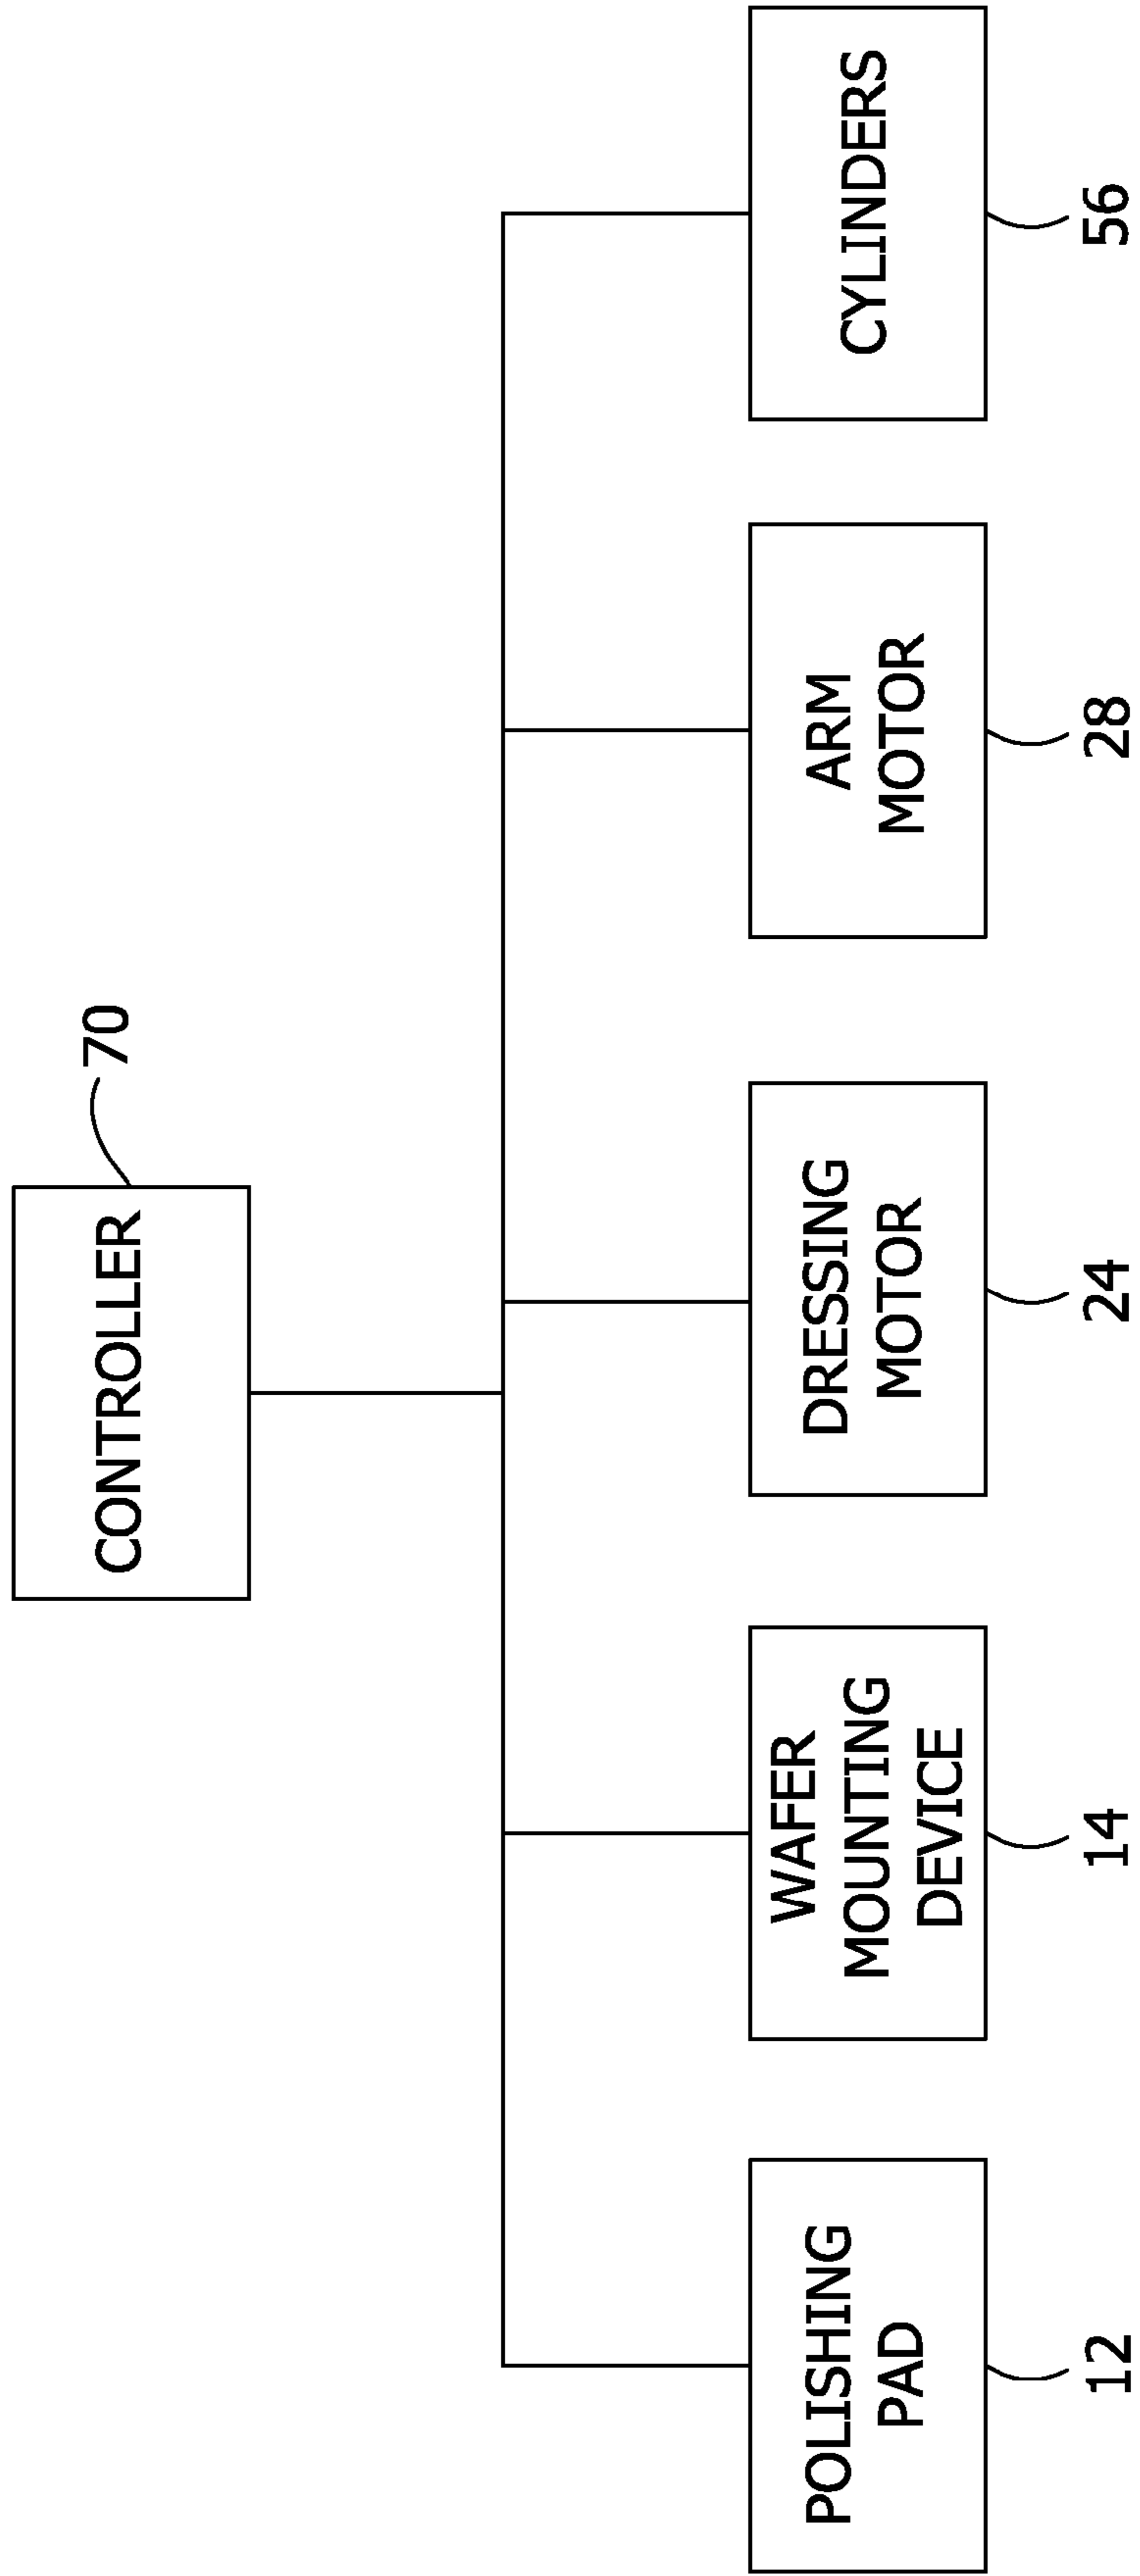 CONTROLLER
70
POLISHING
PAD
12
WAFER
MOUNTING
DEVICE
14
DRESSING
MOTOR
24
ARM
MOTOR
28
CYLINDERS
56